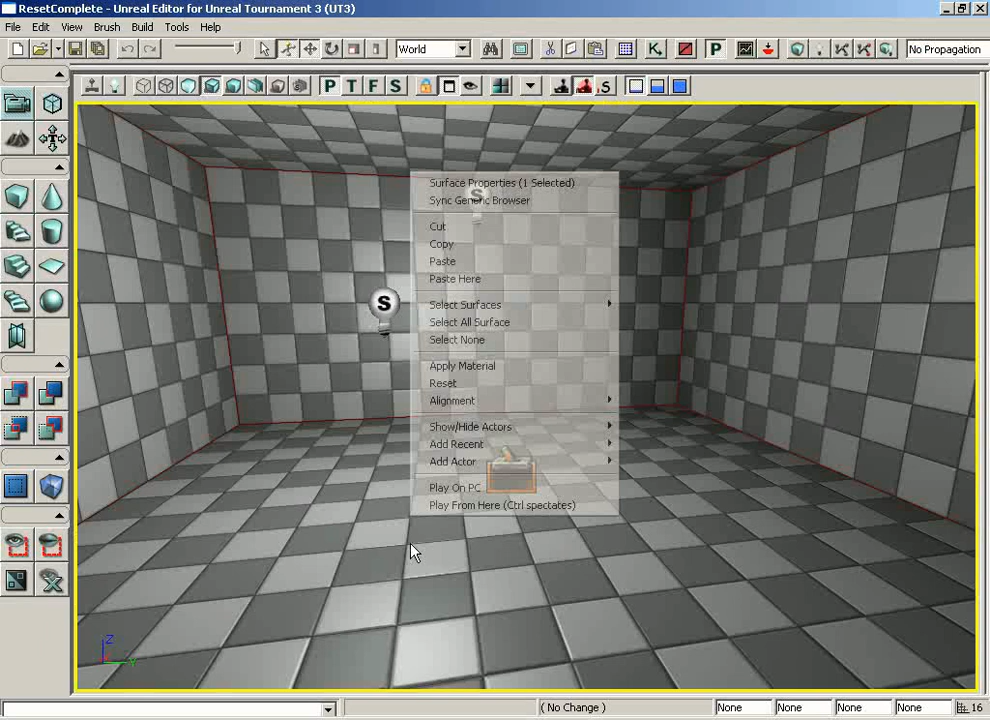 ResetComplete - Unreal Editor for Unreal Tournament 3 (UT3)
File Edit View Brush Build Tools Help
World
K
P
No Propagation
P T F S
S
Surface Properties (1 Selected)
S
Sync Generic Browser
Cut
Copy
Paste
Paste Here
S
Select Surfaces
Select All Surface
Select None
Apply Material
Reset
Alignment
Show/Hide Actors
Add Recent
Add Actor
Play On PC
Play From Here (Ctrl spectates)
Z
Y
( No Change )
None
None
None
None
16